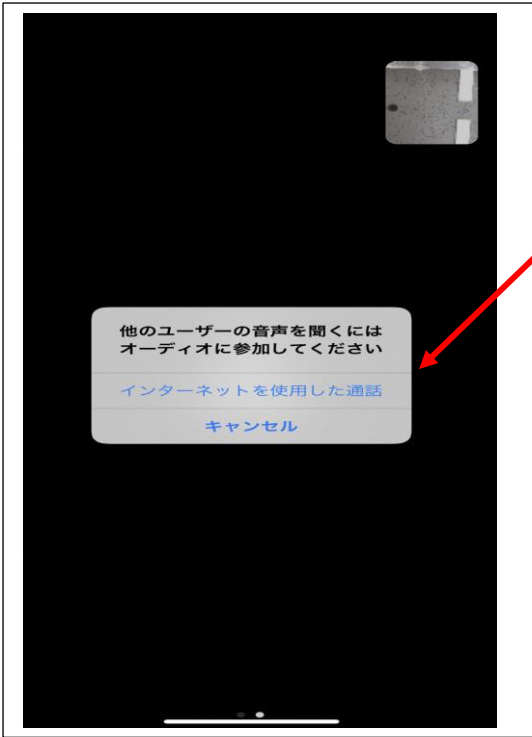 他のユーザーの音声を聞くには
オーディオに参加してください
インターネットを使用した通話
キャンセル